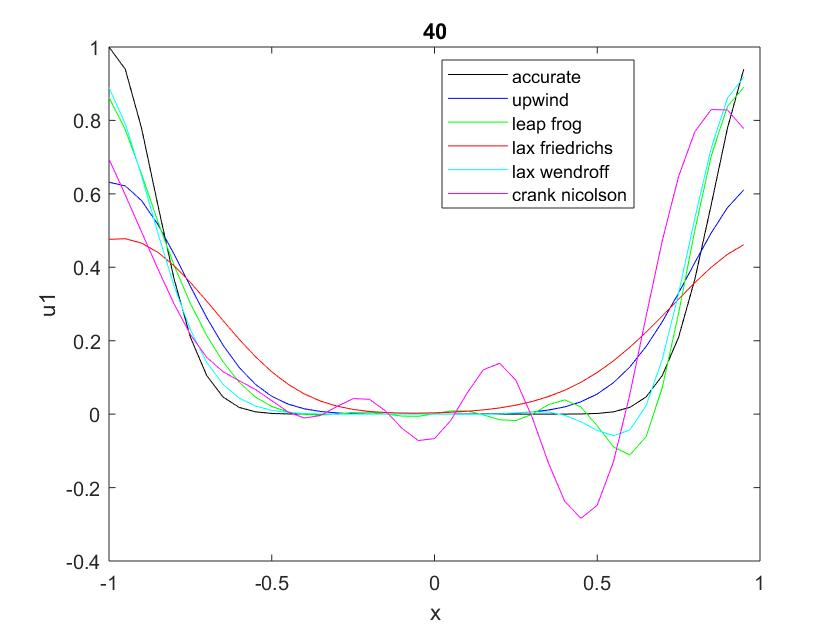 40
1
0.8
0.6
0.4
0.2
0
-0.2
-0.4
u1
accurate
upwind
leap frog
lax friedrichs
lax wendroff
crank nicolson
-1
-0.5
0
0.5
1
x